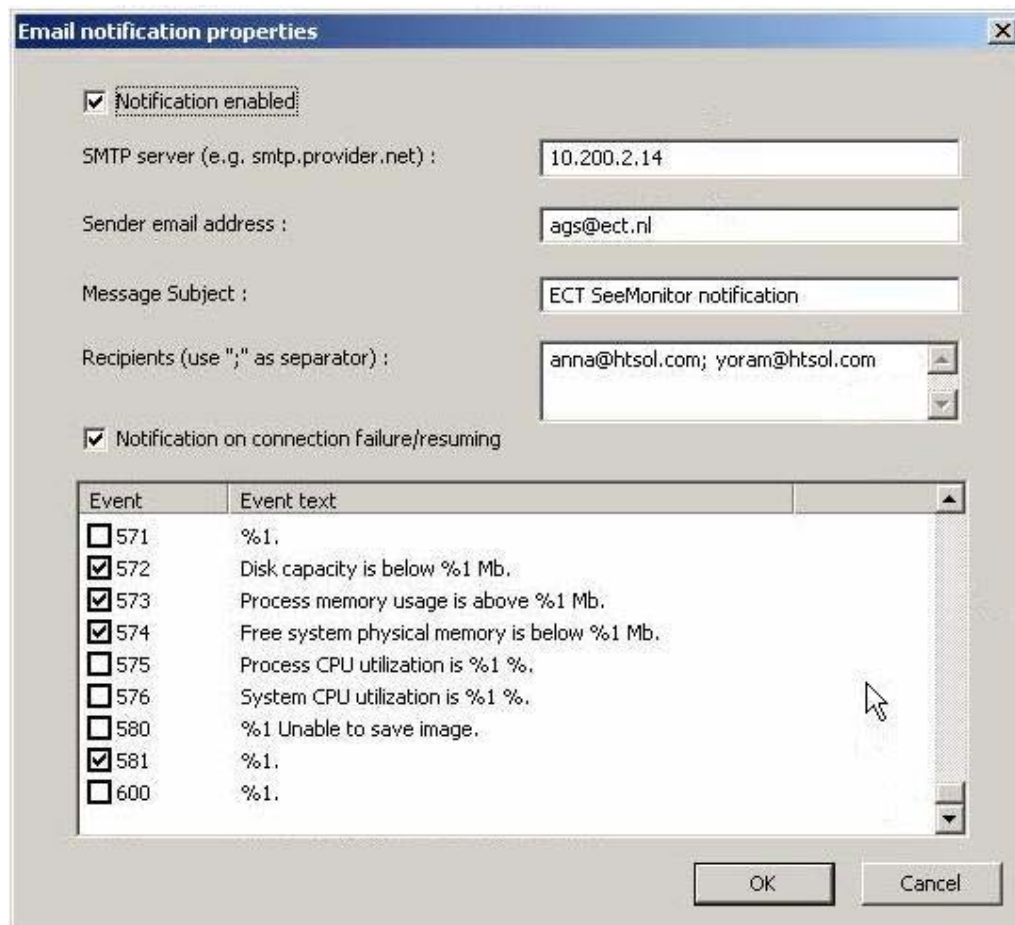 Email notification properties
Notification enabled
SMTP server (e.g. smtp.provider.net) : 10.200.2.14
Sender email address : ags@ect.nl
Message Subject : ECT SeeMonitor notification
Recipients (use ";" as separator) : anna@htsol.com; yoram@htsol.com
Notification on connection failure/resuming
Event Event text
571 %1.
572 Disk capacity is below %1 Mb.
573 Process memory usage is above %1 Mb.
574 Free system physical memory is below %1 Mb.
575 Process CPU utilization is %1 %.
576 System CPU utilization is %1 %.
580 %1 Unable to save image.
581 %1.
600 %1.
OK Cancel